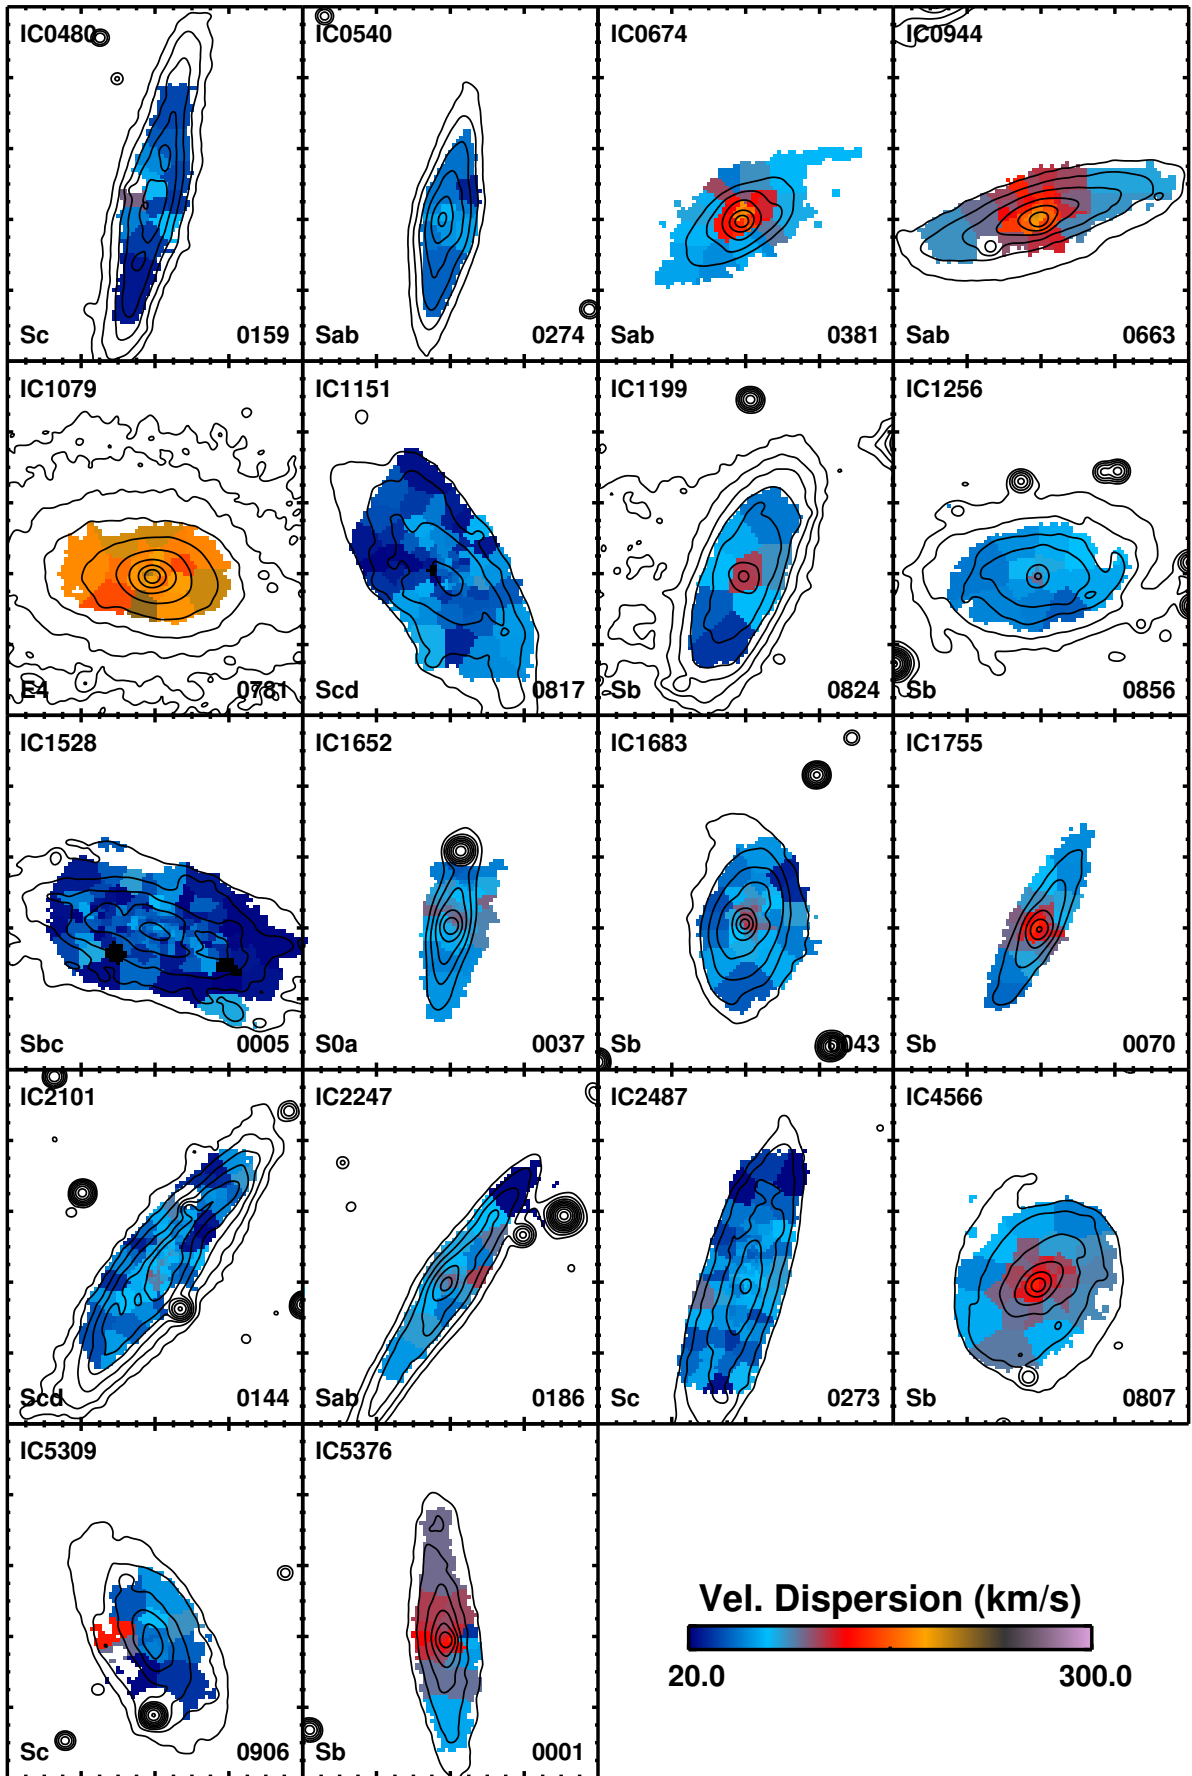 IC0480 IC0540 IC0674 IC0944
Sc 0159 Sab 0274 Sab 0381 Sab 0663
IC1079 IC1151 IC1199 IC1256
E4 0781 Scd 0817 Sb 0824 Sb 0856
IC1528 IC1652 IC1683 IC1755
Sbc 0005 S0a 0037 Sb 0043 Sb 0070
IC2101 IC2247 IC2487 IC4566
Scd 0144 Sab 0186 Sc 0273 Sb 0807
IC5309 IC5376
Vel. Dispersion (km/s)
20.0 300.0
Sc 0906 Sb 0001